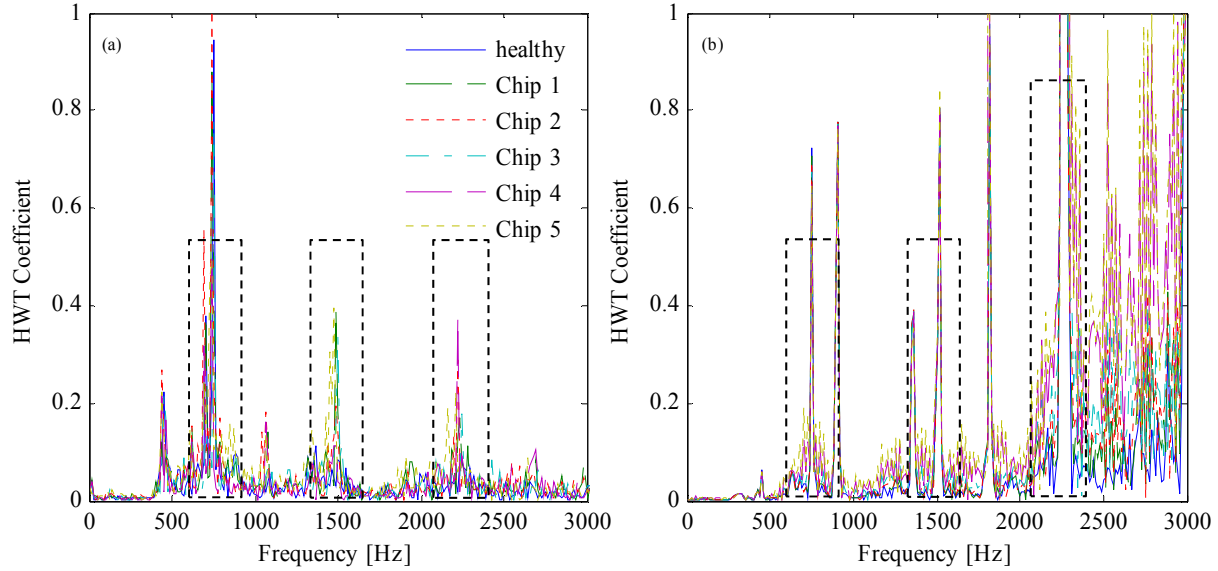 (a)
healthy
Chip 1
Chip 2
Chip 3
Chip 4
Chip 5
HWT Coefficient
1
0.8
0.6
0.4
0.2
0
0 500 1000 1500 2000 2500 3000
Frequency [Hz]
(b)
HWT Coefficient
1
0.8
0.6
0.4
0.2
0
0 500 1000 1500 2000 2500 3000
Frequency [Hz]